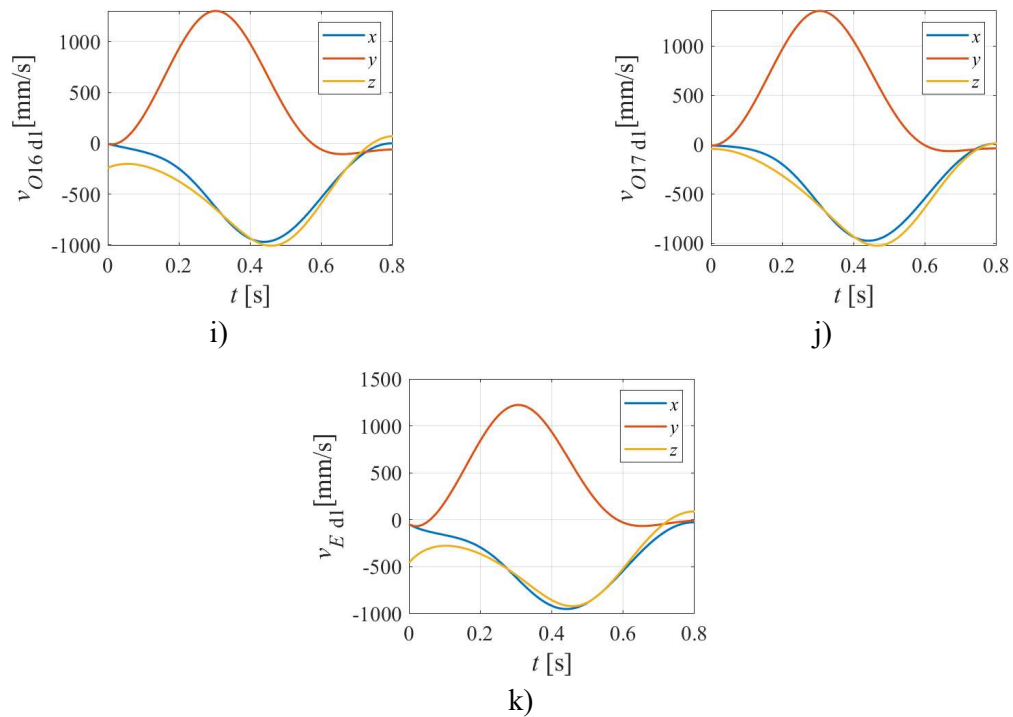 v_{O16 d1} [mm/s]
1000
500
0
-500
-1000
x
y
z
0 0.2 0.4 0.6 0.8
t [s]
i)
v_{O17 d1} [mm/s]
1000
500
0
-500
-1000
x
y
z
0 0.2 0.4 0.6 0.8
t [s]
j)
v_{E d1} [mm/s]
1500
1000
500
0
-500
-1000
x
y
z
0 0.2 0.4 0.6 0.8
t [s]
k)